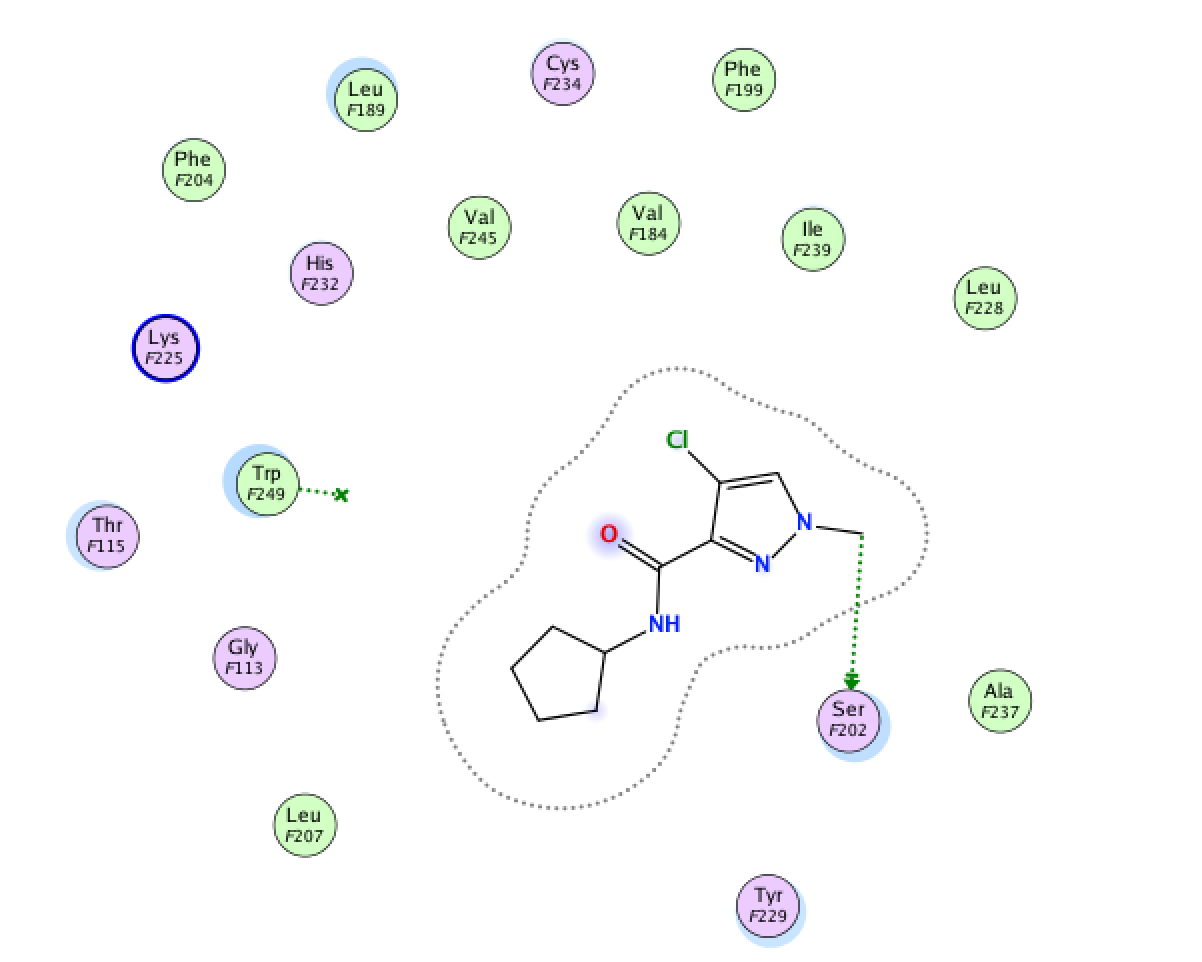 Cys
F234
Phe
F199
Leu
F189
Phe
F204
Val
F245
Val
F184
Ile
F239
His
F232
Leu
F228
Lys
F225
Cl
Trp
F249
N
Thr
F115
O
N
NH
Gly
F113
Ser
F202
Ala
F237
Leu
F207
Tyr
F229